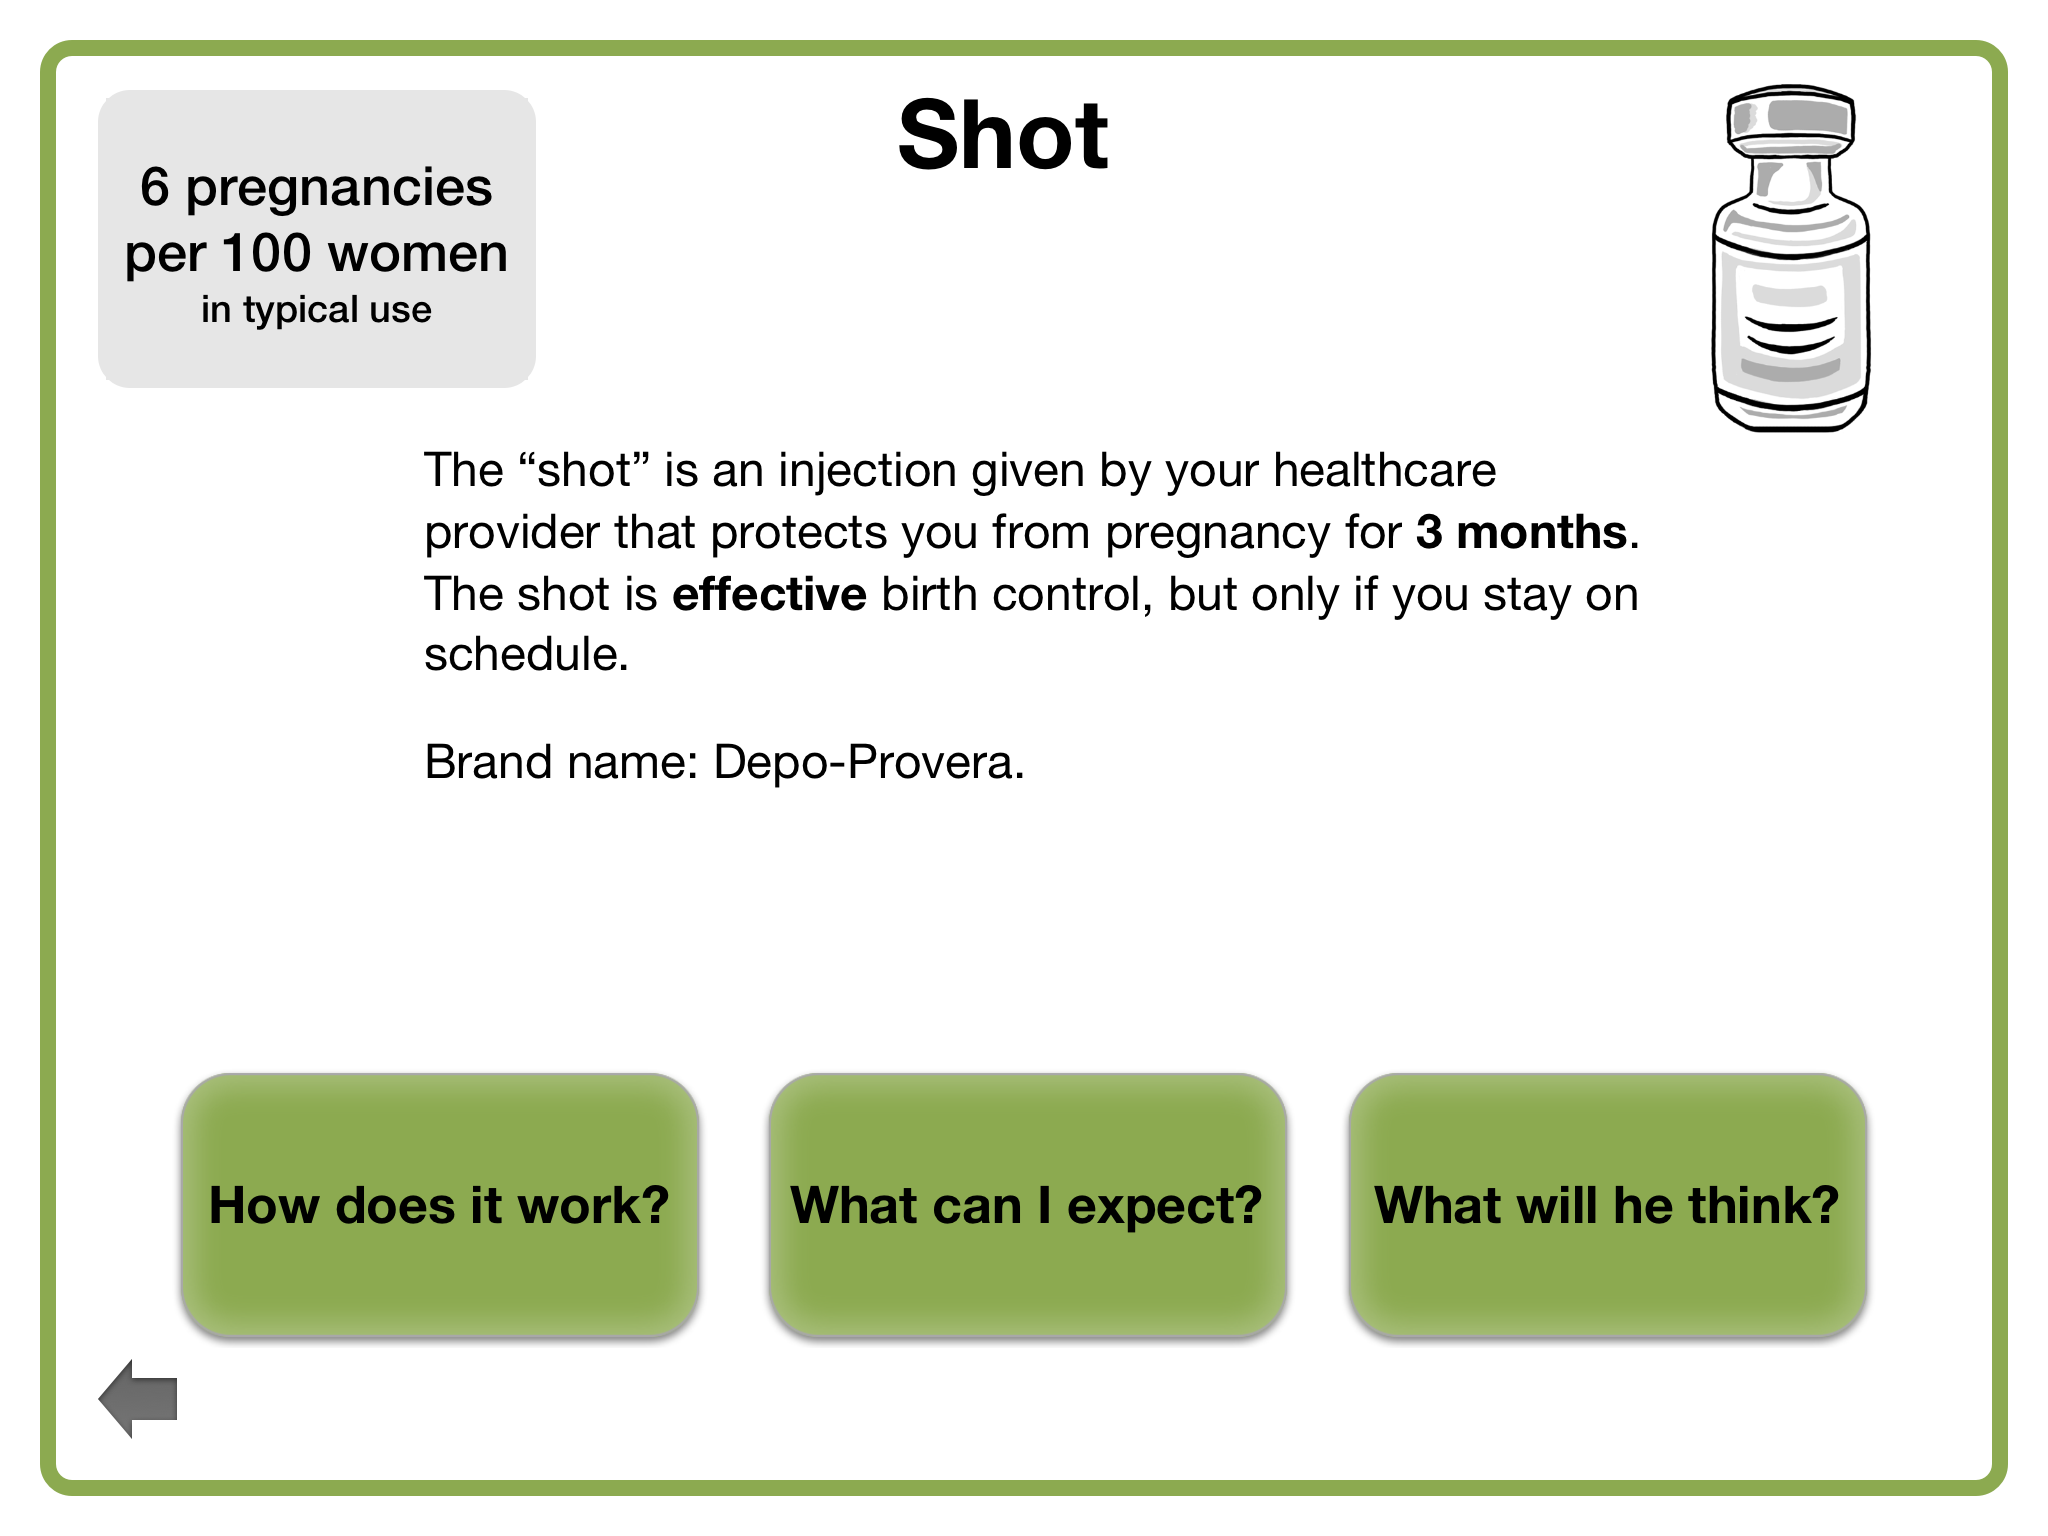 Shot
6 pregnancies
per 100 women
in typical use
The “shot” is an injection given by your healthcare
provider that protects you from pregnancy for 3 months.
The shot is effective birth control, but only if you stay on
schedule.
Brand name: Depo-Provera.
How does it work?
What can I expect?
What will he think?